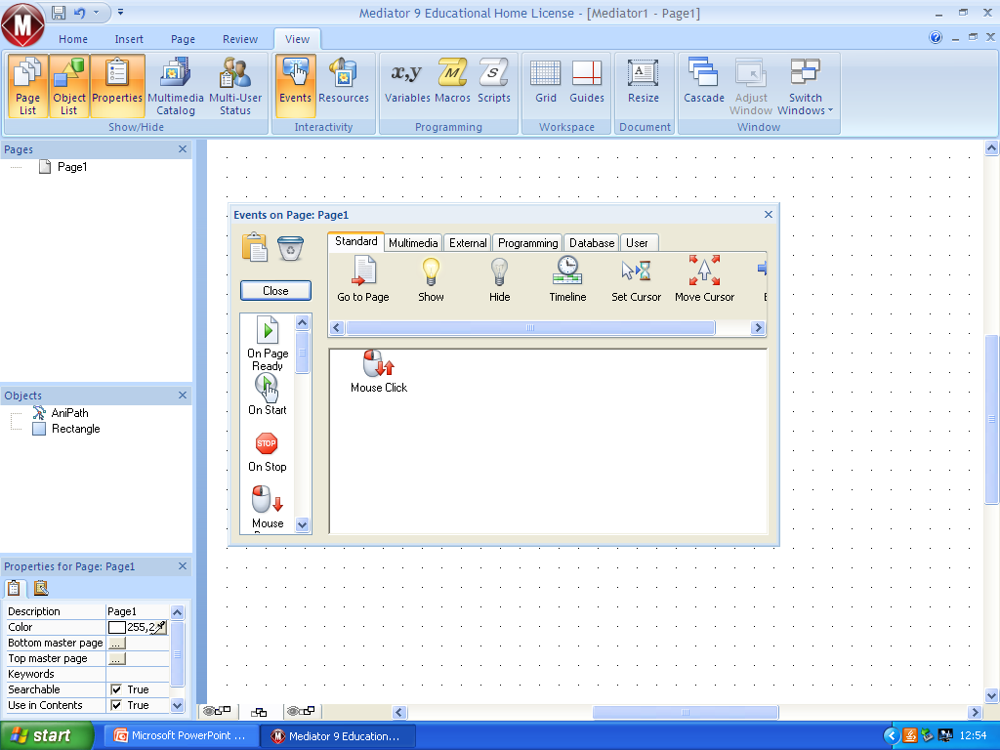 Mediator 9 Educational Home License - [Mediator1 - Page1]
Home Insert Page Review View
Page List
Object List
Properties
Multimedia Catalog
Multi-User Status
Events
Resources
Variables
Macros
Scripts
Grid
Guides
Resize
Cascade
Adjust Window
Switch Windows
Show/Hide
Interactivity
Programming
Workspace
Document
Window
Pages
Page1
Objects
AniPath
Rectangle
Properties for Page: Page1
Description Page1
Color 255,2
Bottom master page ...
Top master page ...
Keywords
Searchable True
Use in Contents True
Events on Page: Page1
Close
Standard Multimedia External Programming Database User
Go to Page Show Hide Timeline Set Cursor Move Cursor
On Page
Ready
On Start
STOP
On Stop
Mouse
Mouse Click
start
Microsoft PowerPoint ...
Mediator 9 Education...
12:54